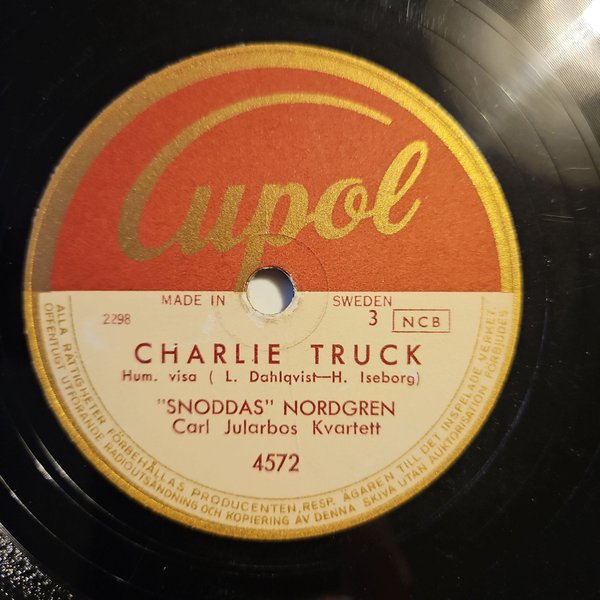 Cupol
MADE IN SWEDEN
2298 3 NCB
CHARLIE TRUCK
Hum. visa ( L. Dahlqvist—H. Iseborg)
"SNODDAS" NORDGREN
Carl Jularbos Kvartett
4572
ALLA RÄTTIGHETER FÖRBEHÅLLAS PRODUCENTEN, RESP. ÄGAREN TILL DET INSPELADE VERKET
OFFENTLIGT UTFÖRANDE RADIOUTSÄNDNING OCH KOPIERING AV DENNA SKIVA UTAN AUKTORISATION FÖRBJUDES